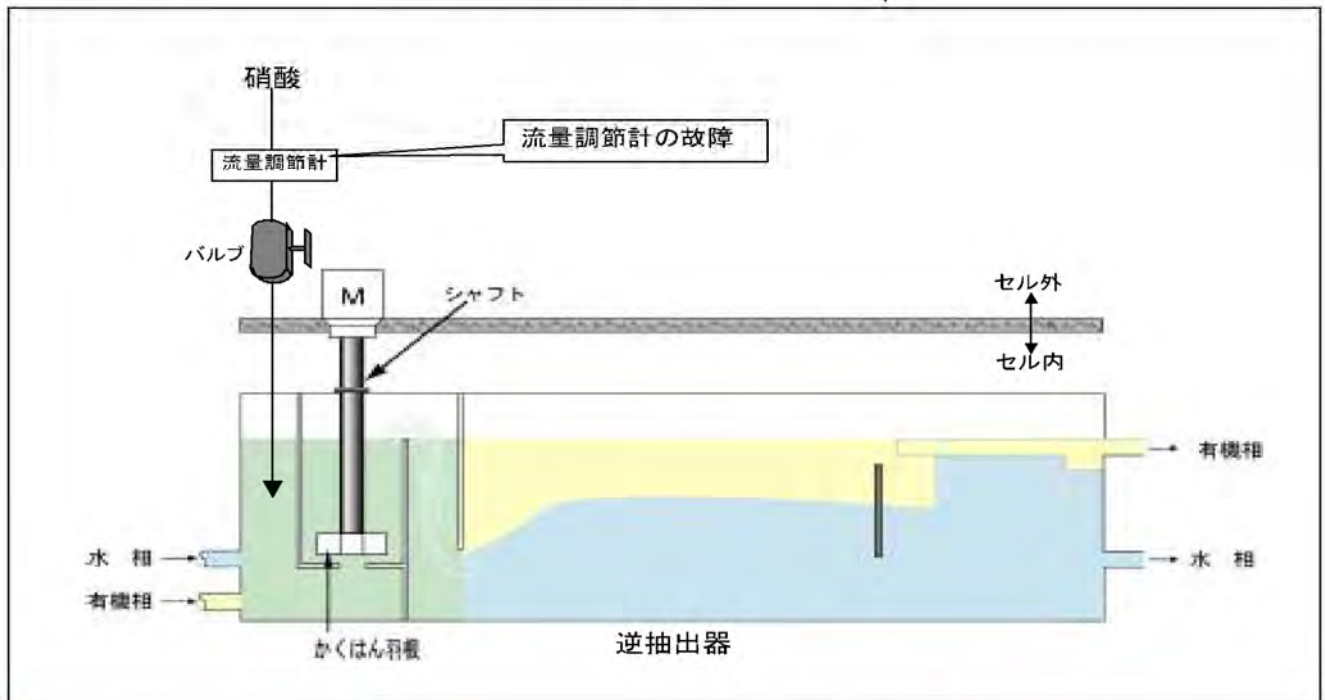 硝酸
流量調節計
流量調節計の故障
バルブ
M
シャフト
セル外
セル内
有機相
水 相
水 相
有機相
かくはん羽根
逆抽出器